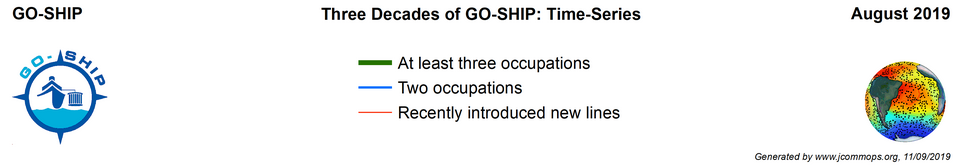 GO-SHIP
Three Decades of GO-SHIP: Time-Series
August 2019
GO-SHIP
At least three occupations
Two occupations
Recently introduced new lines
Generated by www.jcommops.org, 11/09/2019